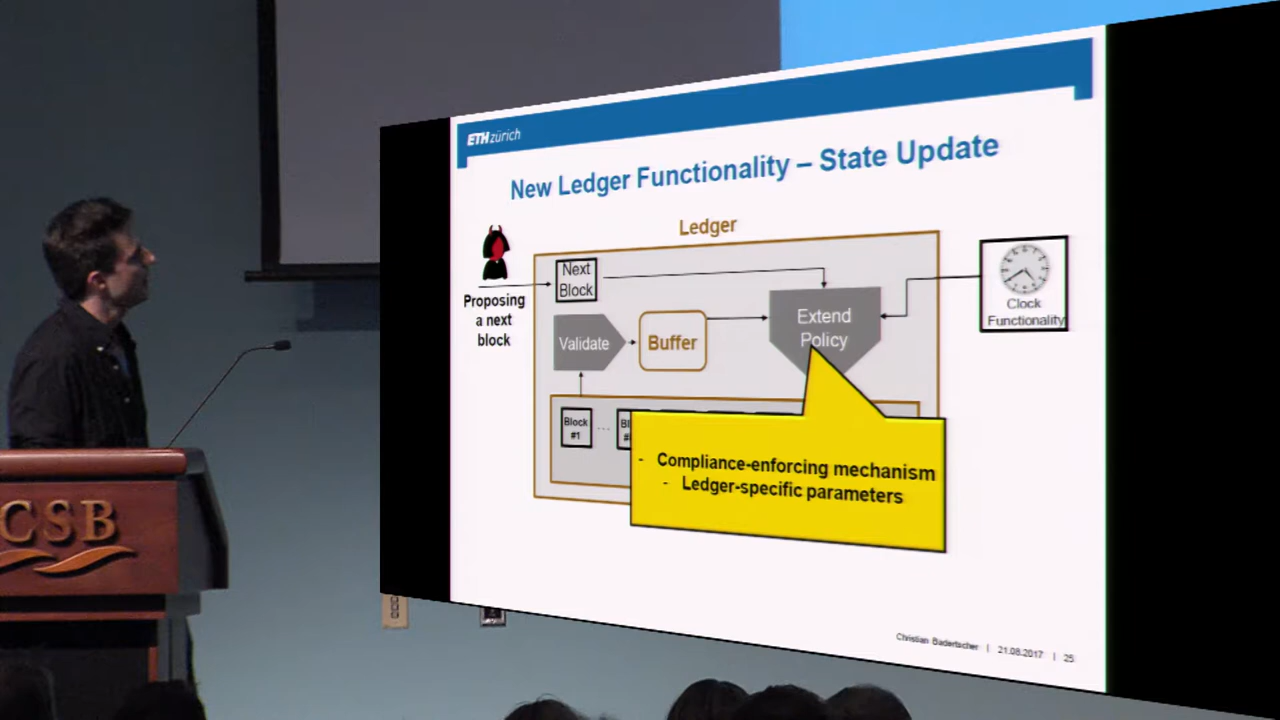 ETH zürich
New Ledger Functionality – State Update
Ledger
Proposing
a next
block
Next
Block
Validate
Buffer
Extend
Policy
Clock
Functionality
Block
#1
...
- Compliance-enforcing mechanism
- Ledger-specific parameters
Christian Badertscher | 21.08.2017 | 25
CSB